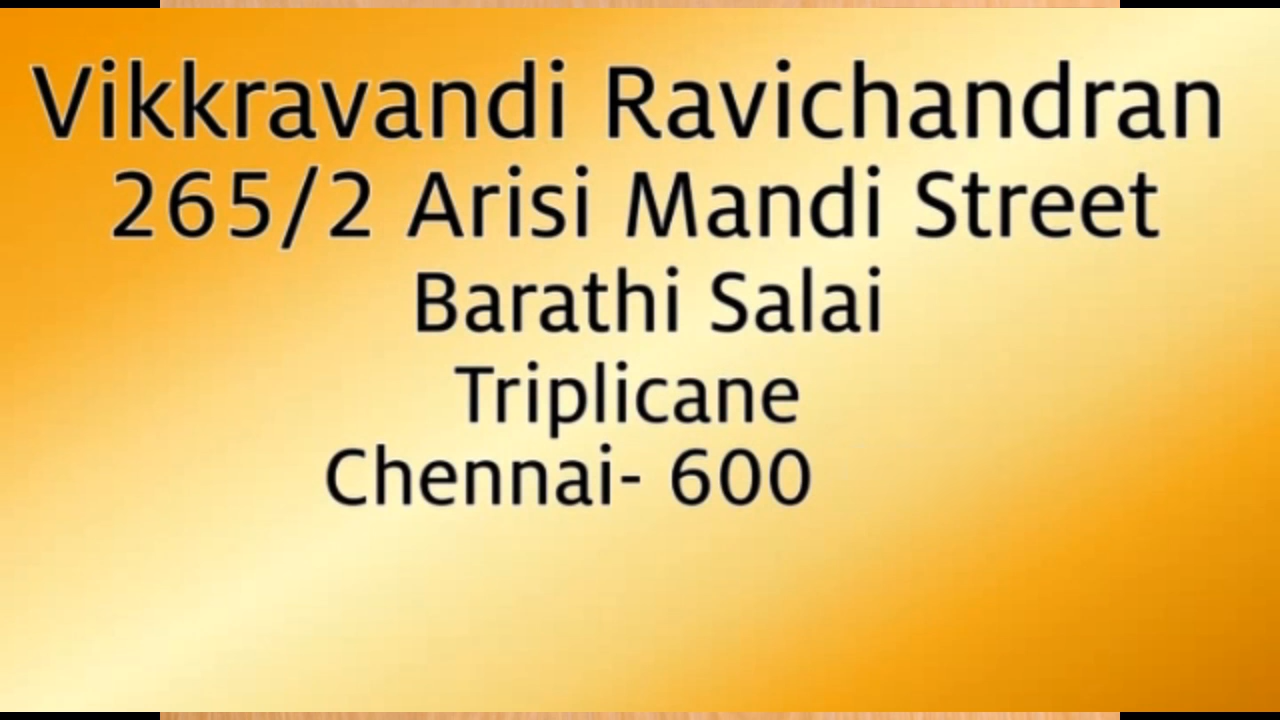 Vikkravandi Ravichandran
265/2 Arisi Mandi Street
Barathi Salai
Triplicane
Chennai- 600